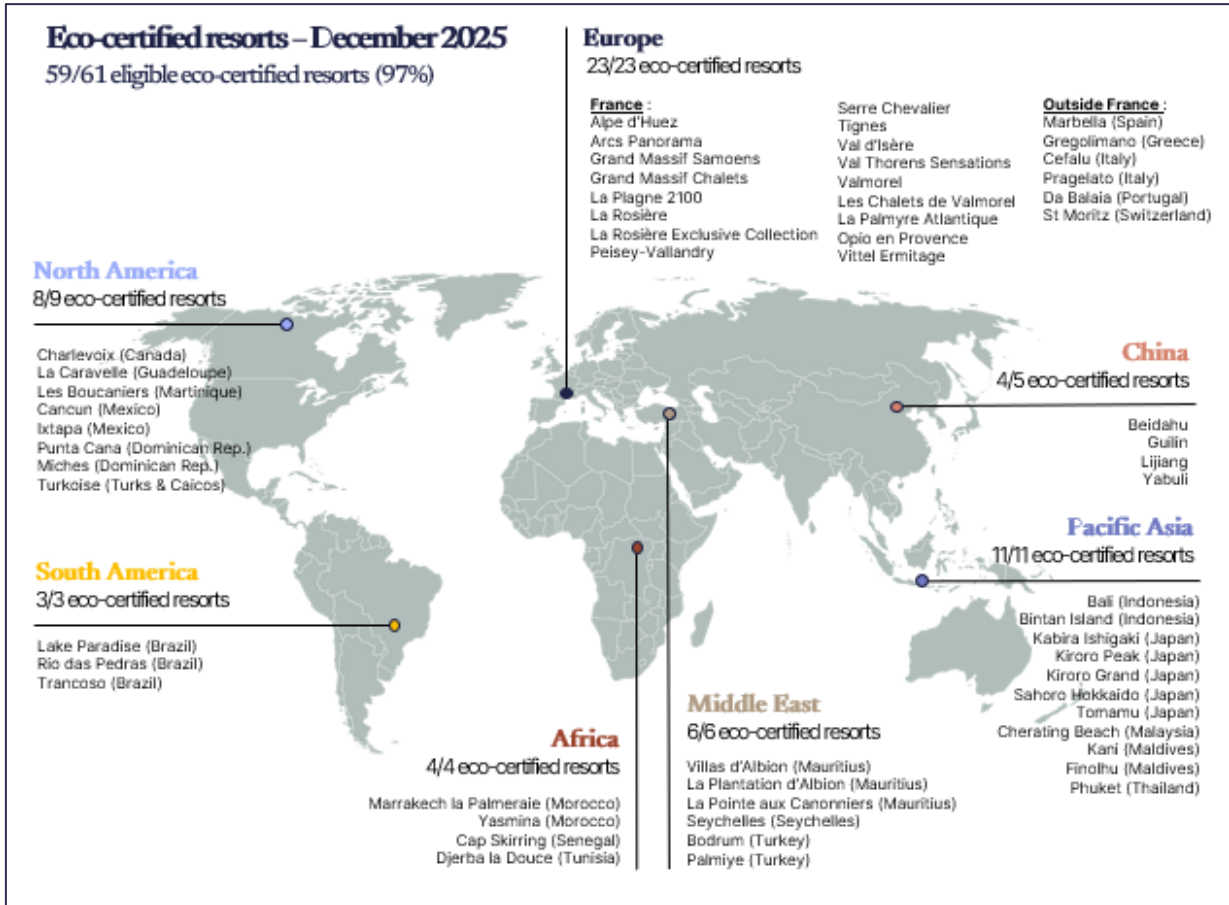 Eco-certified resorts – December 2025
59/61 eligible eco-certified resorts (97%)
Europe
23/23 eco-certified resorts
France :
Alpe d'Huez
Arcs Panorama
Grand Massif Samoens
Grand Massif Chalets
La Plagne 2100
La Rosière
La Rosière Exclusive Collection
Peisey-Vallandry
Serre Chevalier
Tignes
Val d'Isère
Val Thorens Sensations
Valmorel
Les Chalets de Valmorel
La Palmyre Atlantique
Opio en Provence
Vittel Ermitage
Outside France :
Marbella (Spain)
Gregolimano (Greece)
Cefalu (Italy)
Pragelato (Italy)
Da Balaia (Portugal)
St Moritz (Switzerland)
North America
8/9 eco-certified resorts
Charlevoix (Canada)
La Caravelle (Guadeloupe)
Les Boucaniers (Martinique)
Cancun (Mexico)
Ixtapa (Mexico)
Punta Cana (Dominican Rep.)
Miches (Dominican Rep.)
Turkoise (Turks & Caicos)
China
4/5 eco-certified resorts
Beidahu
Guilin
Lijiang
Yabuli
South America
3/3 eco-certified resorts
Lake Paradise (Brazil)
Rio das Pedras (Brazil)
Trancoso (Brazil)
Pacific Asia
11/11 eco-certified resorts
Bali (Indonesia)
Bintan Island (Indonesia)
Kabira Ishigaki (Japan)
Kiroro Peak (Japan)
Kiroro Grand (Japan)
Sahoro Hokkaido (Japan)
Tomamu (Japan)
Cherating Beach (Malaysia)
Kani (Maldives)
Finolhu (Maldives)
Phuket (Thailand)
Africa
4/4 eco-certified resorts
Marrakech la Palmeraie (Morocco)
Yasmina (Morocco)
Cap Skirring (Senegal)
Djerba la Douce (Tunisia)
Middle East
6/6 eco-certified resorts
Villas d'Albion (Mauritius)
La Plantation d'Albion (Mauritius)
La Pointe aux Canonniers (Mauritius)
Seychelles (Seychelles)
Bodrum (Turkey)
Palmiye (Turkey)